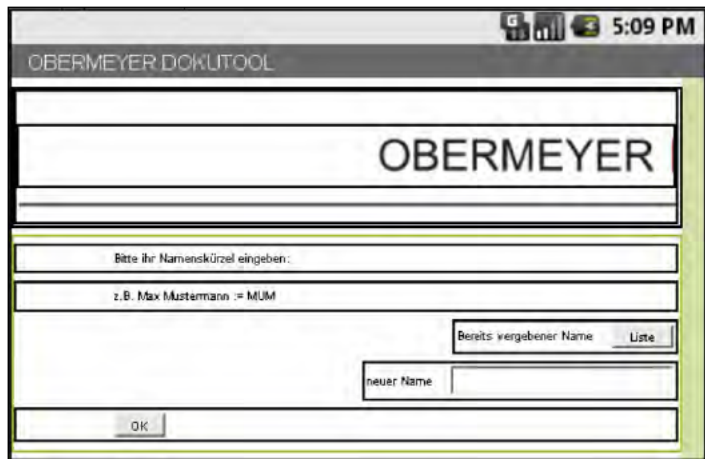 5:09 PM
OBERMEYER DOKUTOOL
OBERMEYER
Bitte ihr Namenskürzel eingeben:
z.B. Max Mustermann := MUM
Bereits vergebener Name Liste
neuer Name
OK